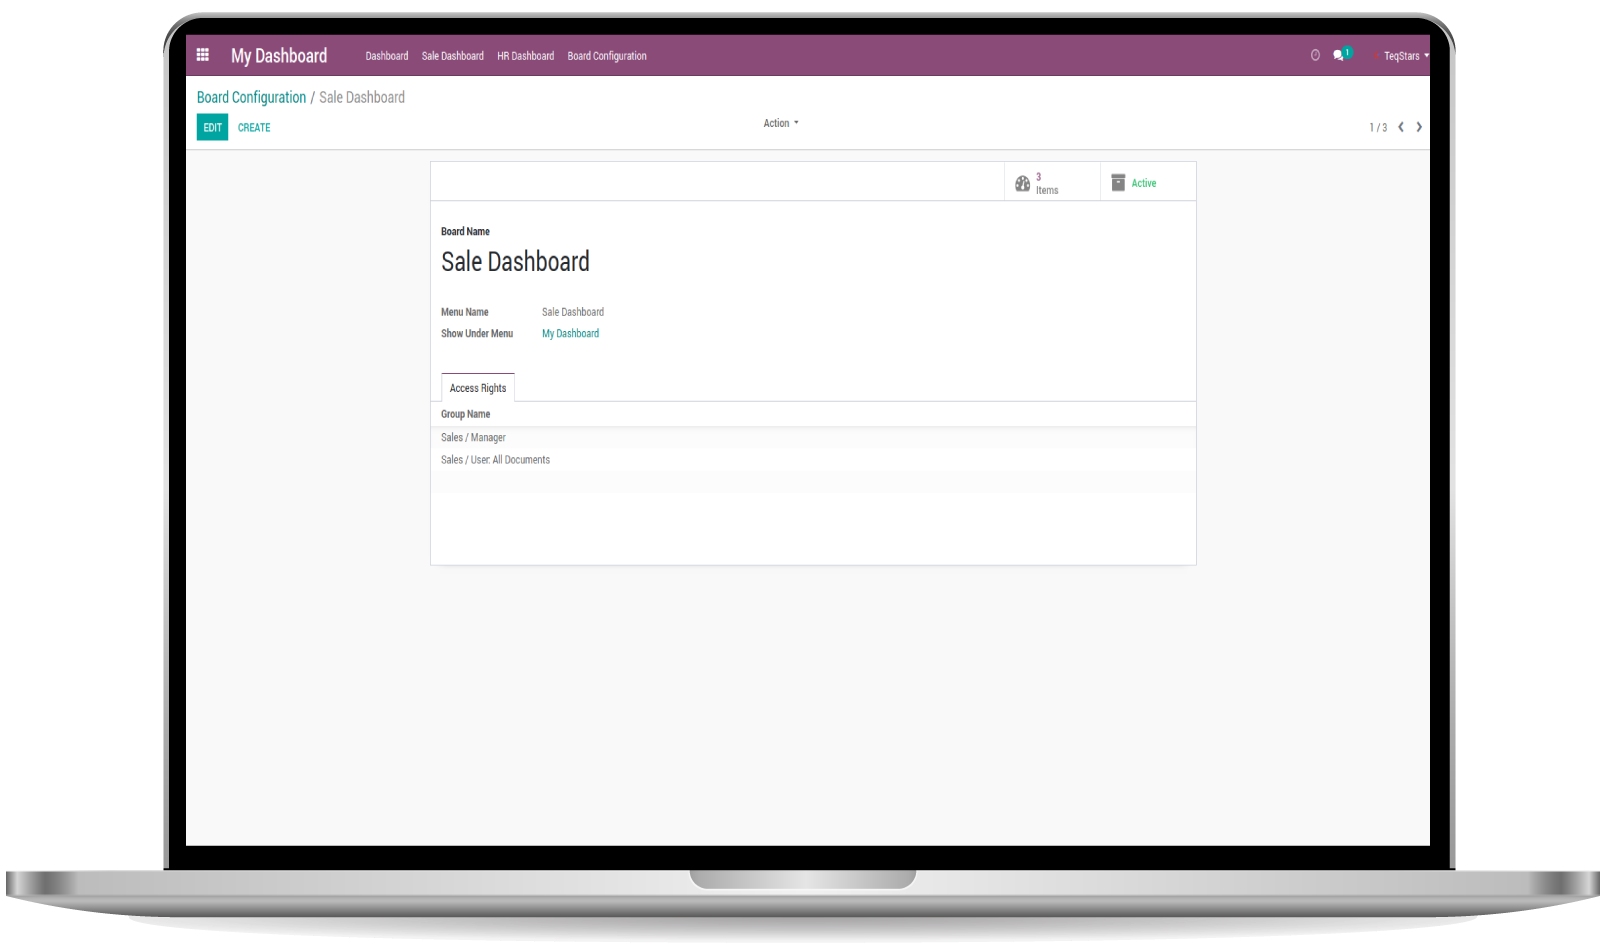 My Dashboard Dashboard Sale Dashboard HR Dashboard Board Configuration 1 TeqStars
Board Configuration / Sale Dashboard
EDIT CREATE Action 1 / 3
3
Items
Active
Board Name
Sale Dashboard
Menu Name Sale Dashboard
Show Under Menu My Dashboard
Access Rights
Group Name
Sales / Manager
Sales / User: All Documents